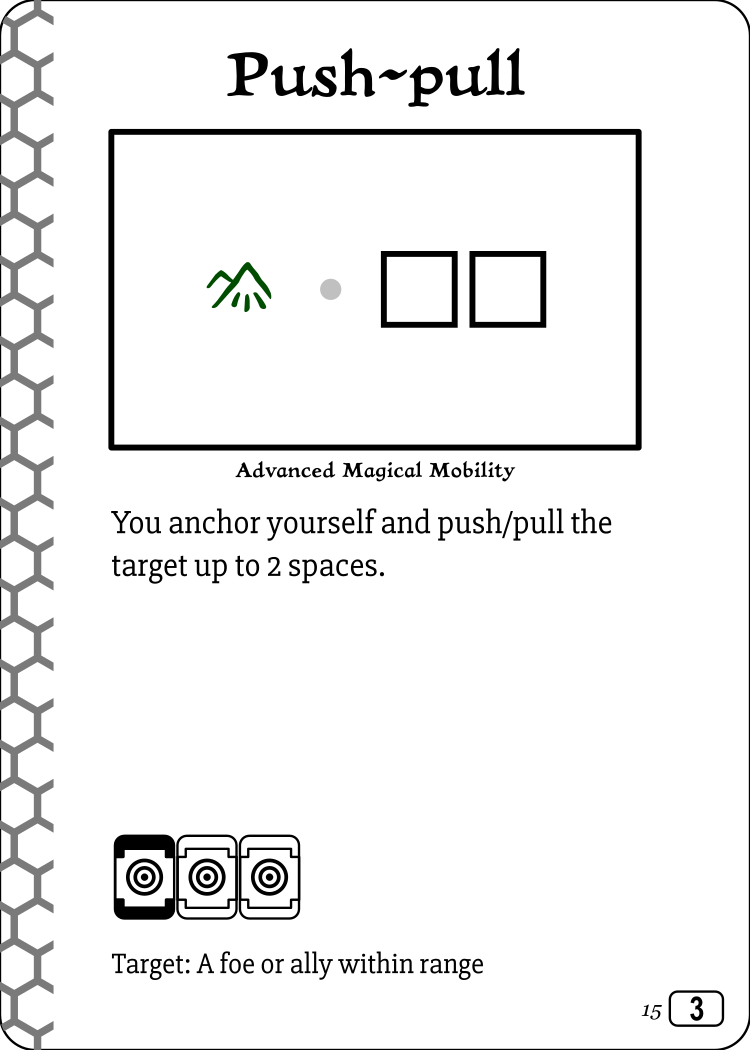 Push~pull
Advanced Magical Mobility
You anchor yourself and push/pull the
target up to 2 spaces.
Target: A foe or ally within range
15 3